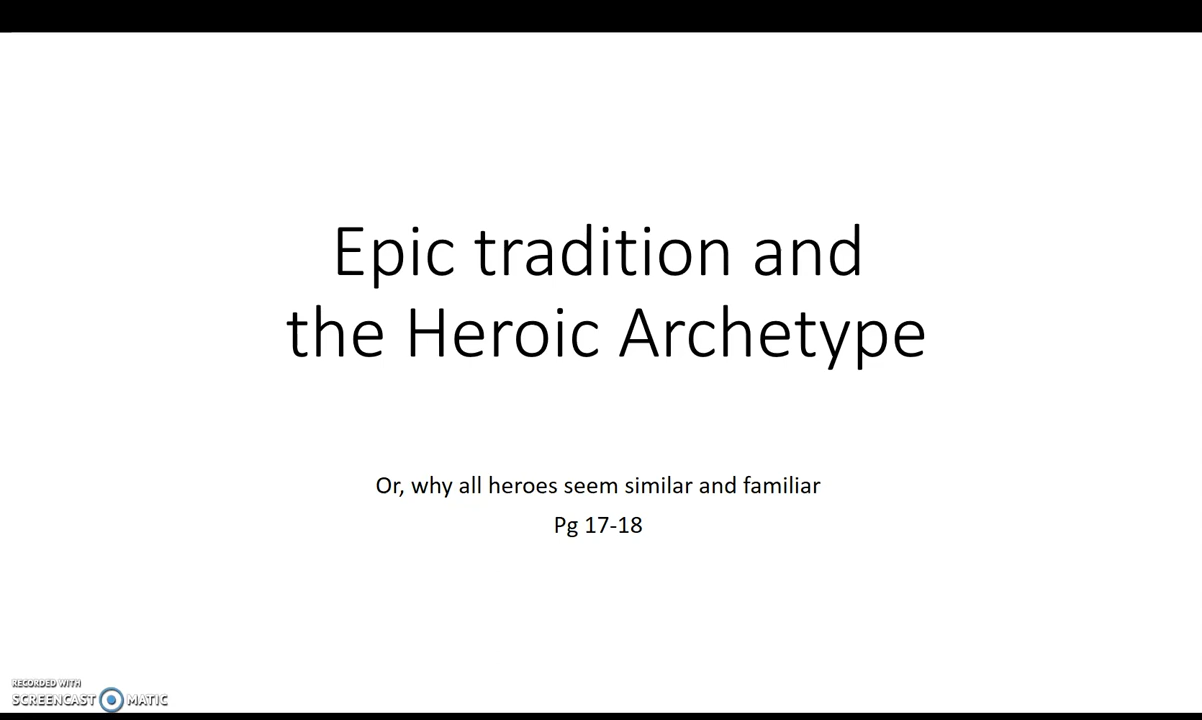 Epic tradition and
the Heroic Archetype
Or, why all heroes seem similar and familiar
Pg 17-18
RECORDED WITH
SCREENCAST MATIC